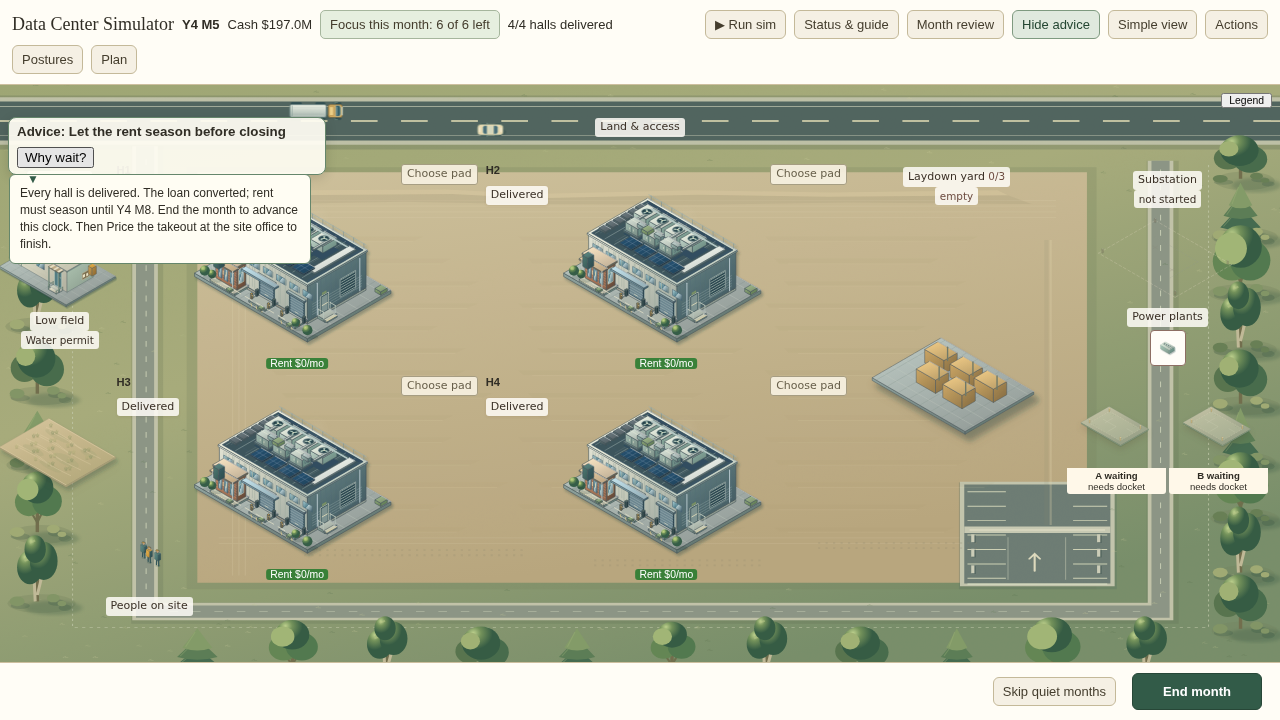 Data Center Simulator Y4 M5 Cash $197.0M Focus this month: 6 of 6 left 4/4 halls delivered
▶ Run sim Status & guide Month review Hide advice Simple view Actions
Postures Plan
Legend
Advice: Let the rent season before closing
Why wait?
Every hall is delivered. The loan converted; rent
must season until Y4 M8. End the month to advance
this clock. Then Price the takeout at the site office to
finish.
Land & access
Choose pad
H2
Delivered
Choose pad
Laydown yard 0/3
empty
Substation
not started
Low field
Water permit
Power plants
Rent $0/mo
Rent $0/mo
H3
Delivered
Choose pad
H4
Delivered
Choose pad
A waiting
needs docket
B waiting
needs docket
Rent $0/mo
Rent $0/mo
People on site
Skip quiet months
End month